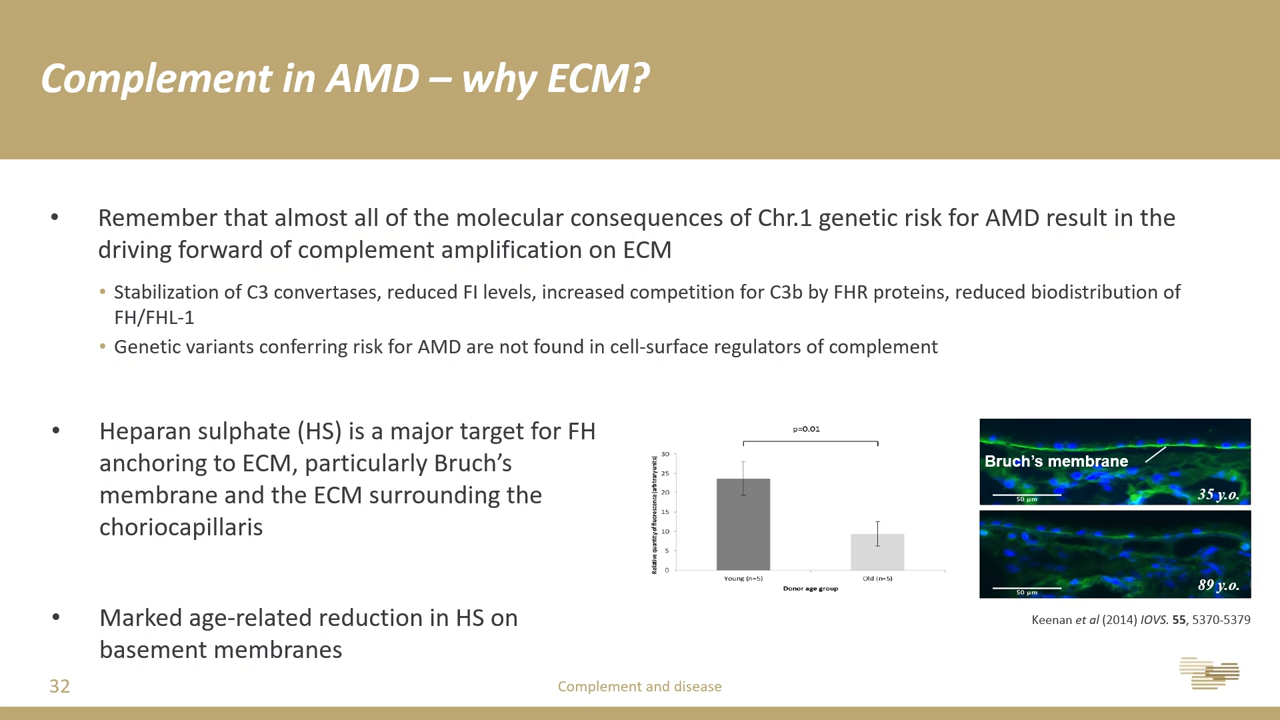 Complement in AMD – why ECM?
• Remember that almost all of the molecular consequences of Chr.1 genetic risk for AMD result in the
driving forward of complement amplification on ECM
• Stabilization of C3 convertases, reduced FI levels, increased competition for C3b by FHR proteins, reduced biodistribution of
FH/FHL-1
• Genetic variants conferring risk for AMD are not found in cell-surface regulators of complement
• Heparan sulphate (HS) is a major target for FH
anchoring to ECM, particularly Bruch’s
membrane and the ECM surrounding the
choriocapillaris
• Marked age-related reduction in HS on
basement membranes
p=0.01
Relative quantity of fluorescence (arbitrary units)
30
25
20
15
10
5
0
Young (n=5)
Old (n=5)
Donor age group
Bruch’s membrane
50 µm
35 y.o.
50 µm
89 y.o.
Keenan et al (2014) IOVS. 55, 5370-5379
32
Complement and disease